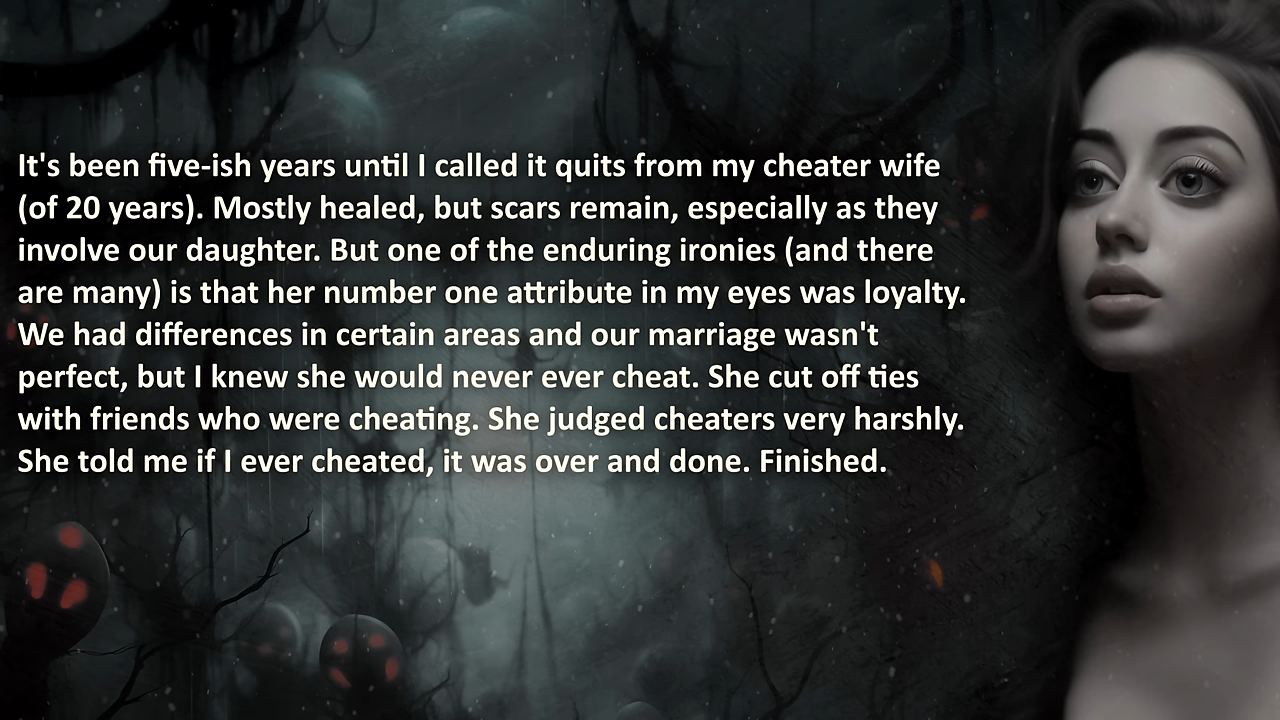 It's been five-ish years until I called it quits from my cheater wife
(of 20 years). Mostly healed, but scars remain, especially as they
involve our daughter. But one of the enduring ironies (and there
are many) is that her number one attribute in my eyes was loyalty.
We had differences in certain areas and our marriage wasn't
perfect, but I knew she would never ever cheat. She cut off ties
with friends who were cheating. She judged cheaters very harshly.
She told me if I ever cheated, it was over and done. Finished.